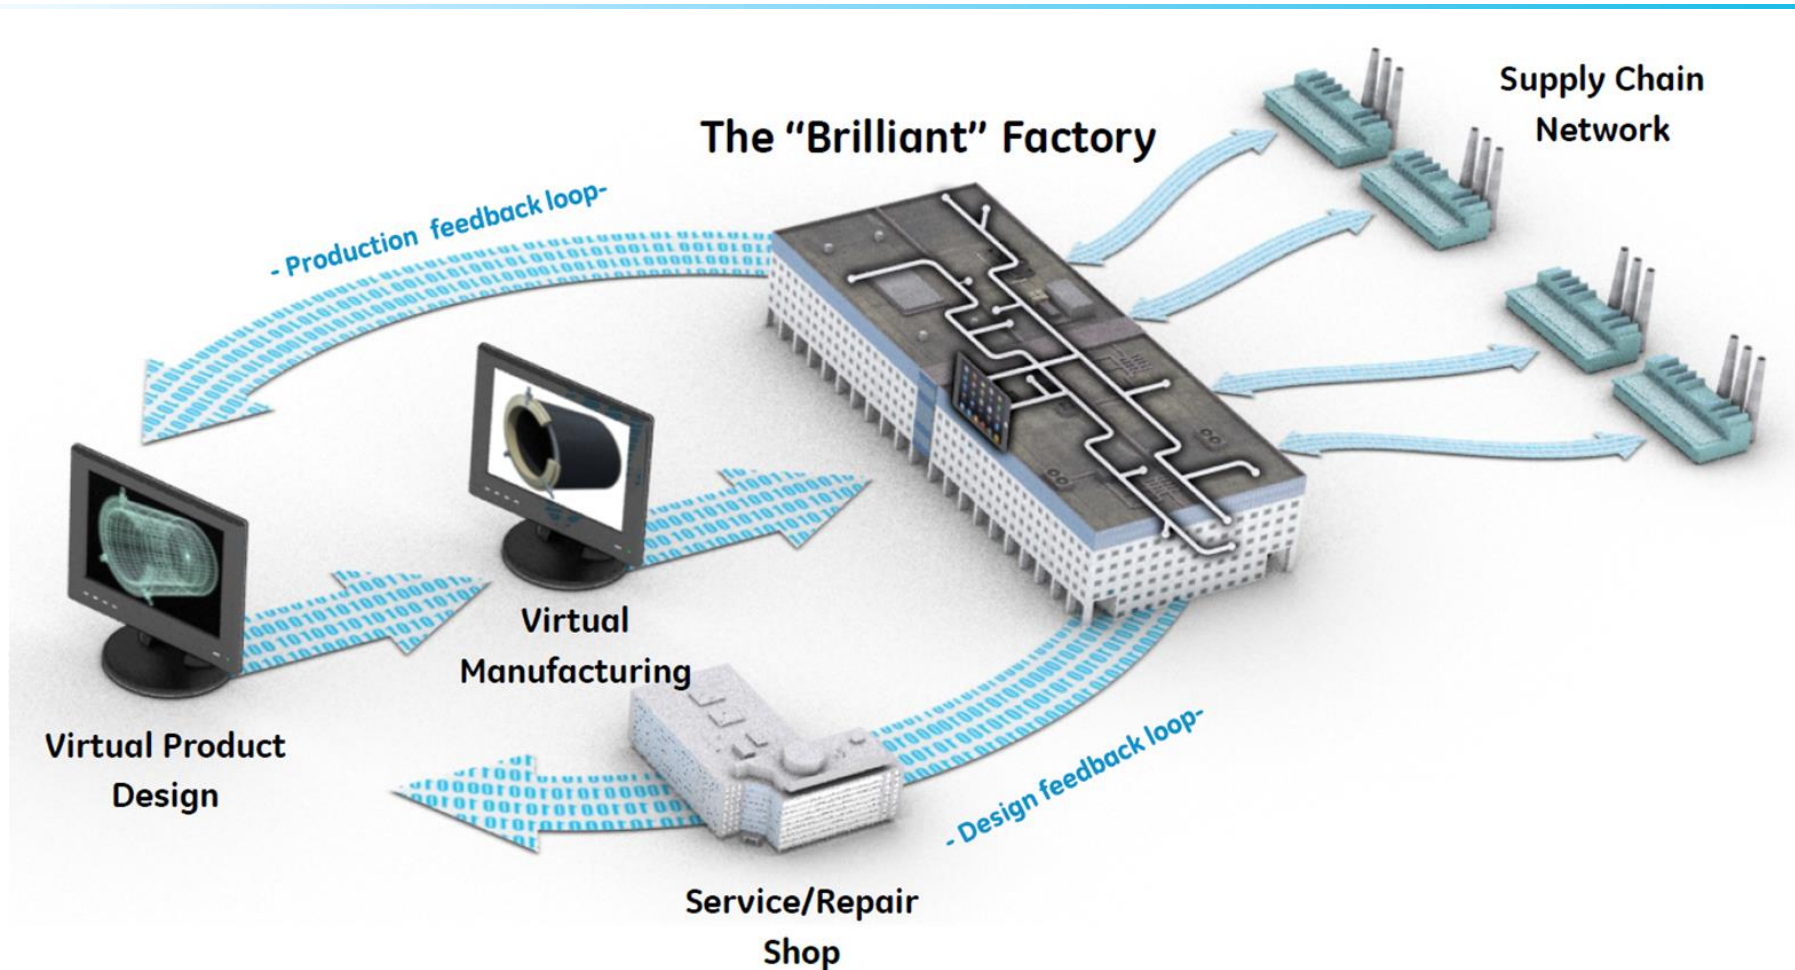 Supply Chain
Network
The “Brilliant” Factory
- Production feedback loop-
Virtual
Manufacturing
Virtual Product
Design
- Design feedback loop-
Service/Repair
Shop